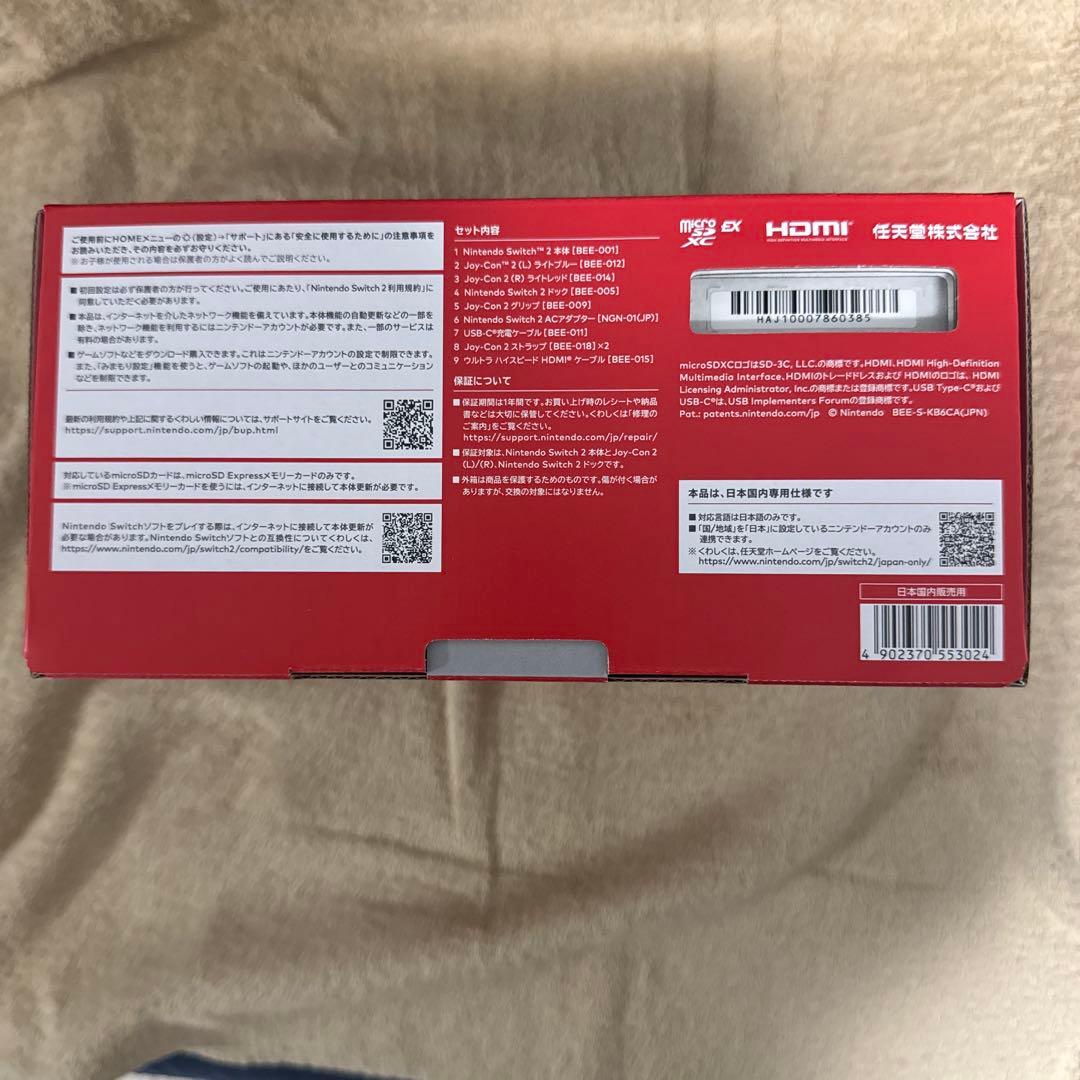 ご使用前にHOMEメニューの(設定)→「サポート」にある「安全に使用するために」の注意事項を
お読みいただき、その内容を必ずお守りください。
※お子様が使用される場合は保護者の方がよく読んでご説明ください。
■初回設定は必ず保護者の方が行ってください。ご使用にあたり、「Nintendo Switch 2 利用規約」に
同意していただく必要があります。
■本品は、インターネットを介したネットワーク機能を備えています。本体機能の自動更新などの一部を
除き、ネットワーク機能を利用するにはニンテンドーアカウントが必要です。また、一部のサービスは
有料の場合があります。
■ゲームソフトなどをダウンロード購入できます。これはニンテンドーアカウントの設定で制限できます。
また、「みまもり設定」機能を使うと、ゲームソフトの起動や、ほかのユーザーとのコミュニケーション
などを制限できます。
最新の利用規約や上記に関するくわしい情報については、サポートサイトをご覧ください。
https://support.nintendo.com/jp/bup.html
対応しているmicroSDカードは、microSD Expressメモリーカードのみです。
※microSD Expressメモリーカードを使うには、インターネットに接続して本体更新が必要です。
Nintendo Switchソフトをプレイする際は、インターネットに接続して本体更新が
必要な場合があります。Nintendo Switchソフトとの互換性についてくわしくは、
https://www.nintendo.com/jp/switch2/compatibility/をご覧ください。
セット内容
1 Nintendo Switch™ 2 本体 [BEE-001]
2 Joy-Con™ 2 (L) ライトブルー [BEE-012]
3 Joy-Con 2 (R) ライトレッド [BEE-014]
4 Nintendo Switch 2 ドック [BEE-005]
5 Joy-Con 2 グリップ [BEE-009]
6 Nintendo Switch 2 ACアダプター [NGN-01(JP)]
7 USB-C®充電ケーブル [BEE-011]
8 Joy-Con 2 ストラップ [BEE-018]×2
9 ウルトラ ハイスピード HDMI® ケーブル [BEE-015]
保証について
■保証期間は1年間です。お買い上げ時のレシートや納品
書などは大切に保管してください。くわしくは「修理の
ご案内」をご覧ください。
https://support.nintendo.com/jp/repair/
■保証対象は、Nintendo Switch 2 本体とJoy-Con 2
(L)/(R)、Nintendo Switch 2 ドックです。
■外箱は商品を保護するためのものです。傷が付く場合が
ありますが、交換の対象にはなりません。
micro SD XC EX HDMI® 任天堂株式会社
HIGH-DEFINITION MULTIMEDIA INTERFACE
HAJ10007860385
microSDXCロゴはSD-3C, LLC.の商標です。HDMI、HDMI High-Definition
Multimedia Interface、HDMIのトレードドレスおよび HDMIのロゴは、HDMI
Licensing Administrator, Inc.の商標または登録商標です。USB Type-C®および
USB-C®は、USB Implementers Forumの登録商標です。
Pat.: patents.nintendo.com/jp © Nintendo BEE-S-KB6CA(JPN)
本品は、日本国内専用仕様です
■対応言語は日本語のみです。
■「国/地域」を「日本」に設定しているニンテンドーアカウントのみ
連携できます。
※くわしくは、任天堂ホームページをご覧ください。
https://www.nintendo.com/jp/switch2/japan-only/
日本国内販売用
4 902370 553024